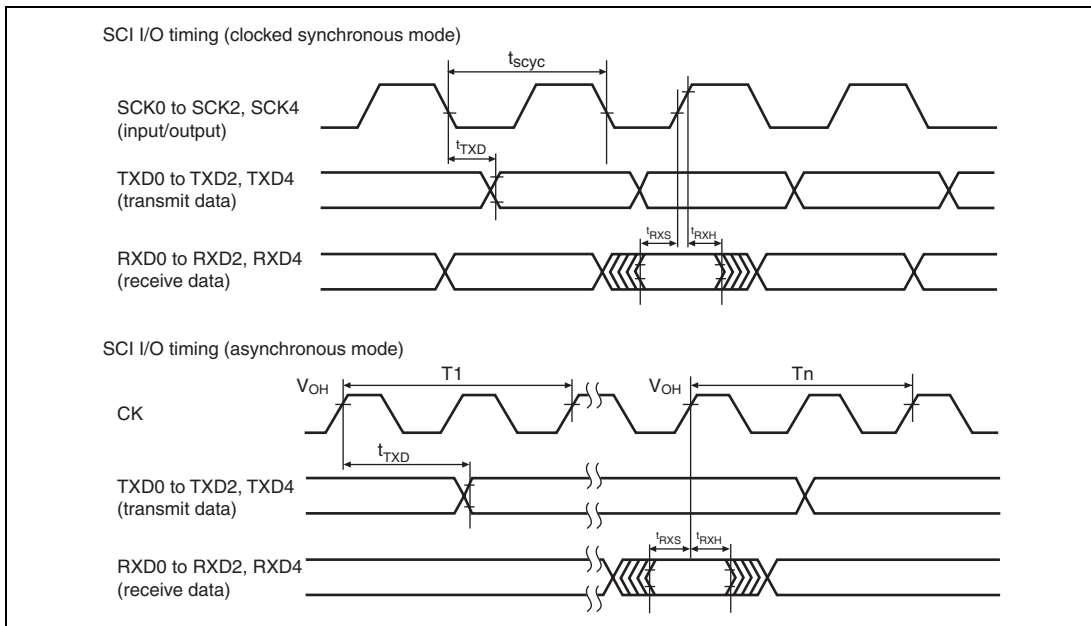 SCI I/O timing (clocked synchronous mode)
tscyc
SCK0 to SCK2, SCK4
(input/output)
tTXD
TXD0 to TXD2, TXD4
(transmit data)
tRXS tRXH
RXD0 to RXD2, RXD4
(receive data)
SCI I/O timing (asynchronous mode)
VOH T1 VOH Tn
CK
tTXD
TXD0 to TXD2, TXD4
(transmit data)
tRXS tRXH
RXD0 to RXD2, RXD4
(receive data)